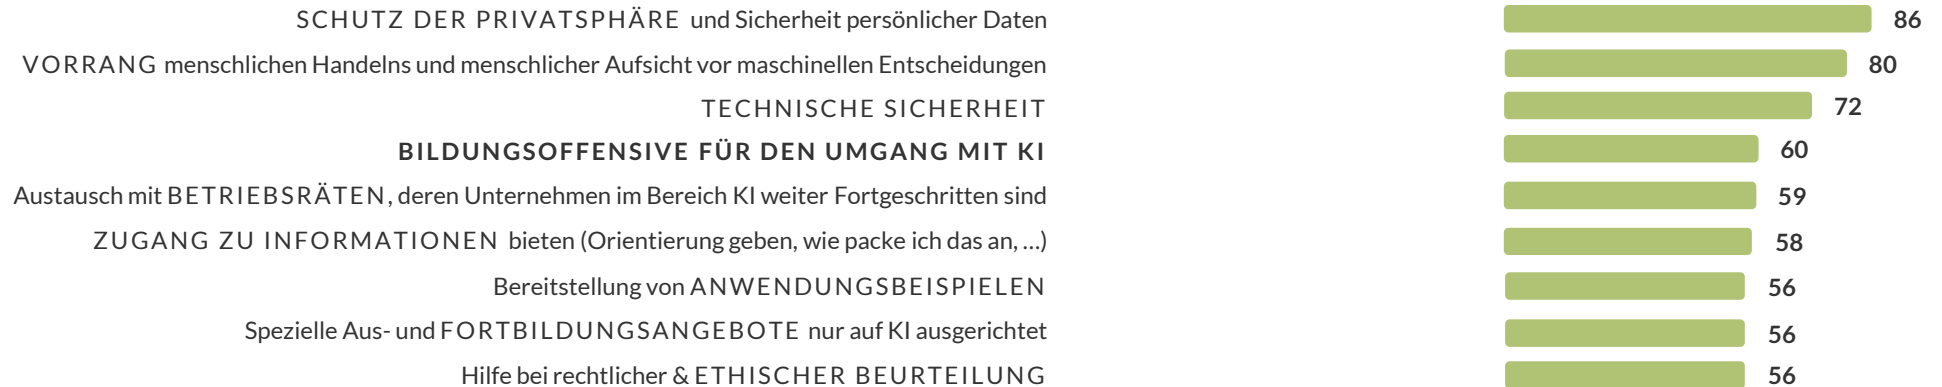 SCHUTZ DER PRIVATSPHÄRE und Sicherheit persönlicher Daten 86
VORRANG menschlichen Handelns und menschlicher Aufsicht vor maschinellen Entscheidungen 80
TECHNISCHE SICHERHEIT 72
BILDUNGSOFFENSIVE FÜR DEN UMGANG MIT KI 60
Austausch mit BETRIEBSRÄTEN, deren Unternehmen im Bereich KI weiter Fortgeschritten sind 59
ZUGANG ZU INFORMATIONEN bieten (Orientierung geben, wie packe ich das an, …) 58
Bereitstellung von ANWENDUNGSBEISPIELEN 56
Spezielle Aus- und FORTBILDUNGSANGEBOTE nur auf KI ausgerichtet 56
Hilfe bei rechtlicher & ETHISCHER BEURTEILUNG 56